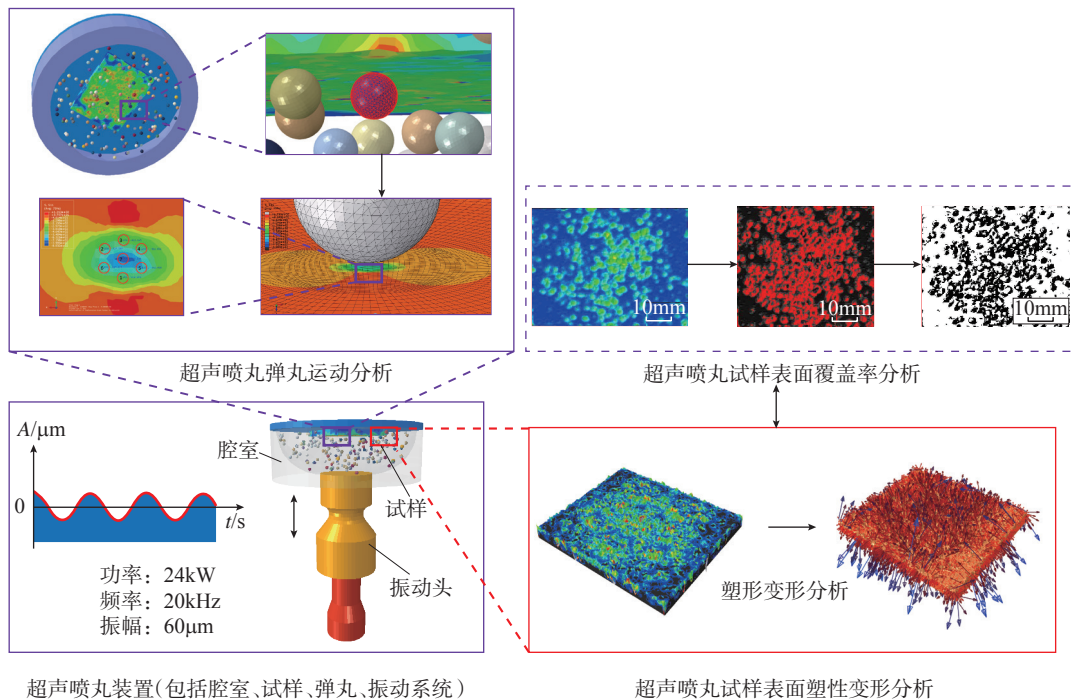 超声喷丸弹丸运动分析
10mm
10mm
10mm
超声喷丸试样表面覆盖率分析
A/μm
0
t/s
功率：24kW
频率：20kHz
振幅：60μm
腔室
试样
振动头
塑形变形分析
超声喷丸装置(包括腔室、试样、弹丸、振动系统)
超声喷丸试样表面塑性变形分析